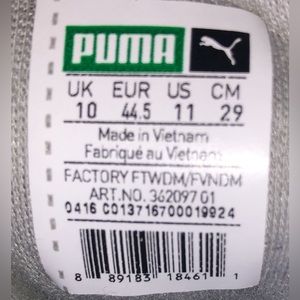 PUMA
UK EUR US CM
10 44.5 11 29
Made in Vietnam
Fabriqué au Vietnam
FACTORY FTWDM/FVNDM
ART.NO. 362097 01
0416 C013716700019924
8 89183 18461 1